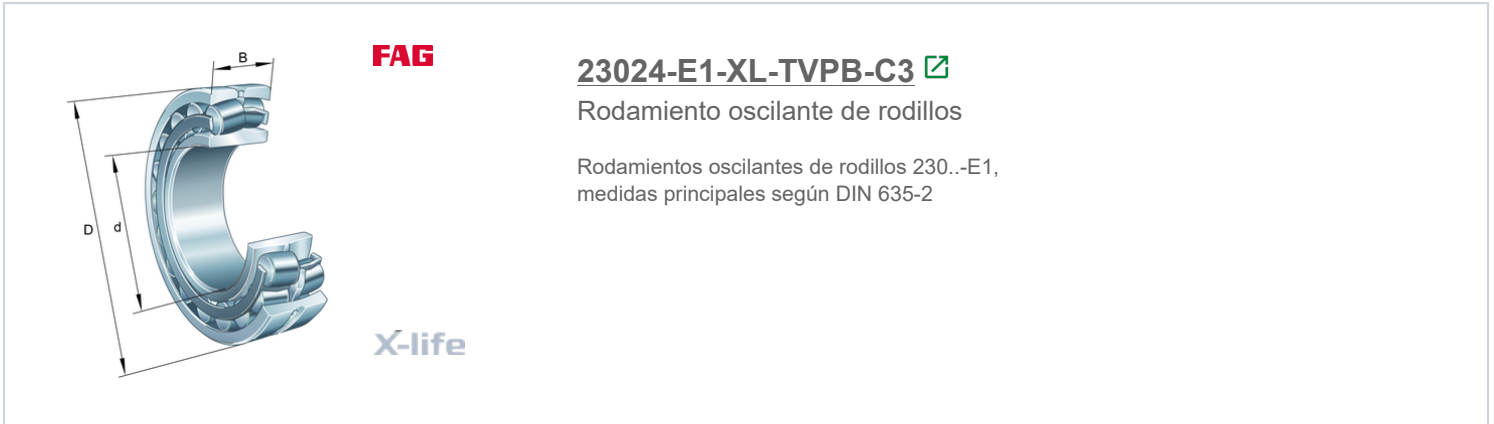 B
FAG
23024-E1-XL-TVPB-C3
Rodamiento oscilante de rodillos
Rodamientos oscilantes de rodillos 230..-E1,
medidas principales según DIN 635-2
D
d
X-life